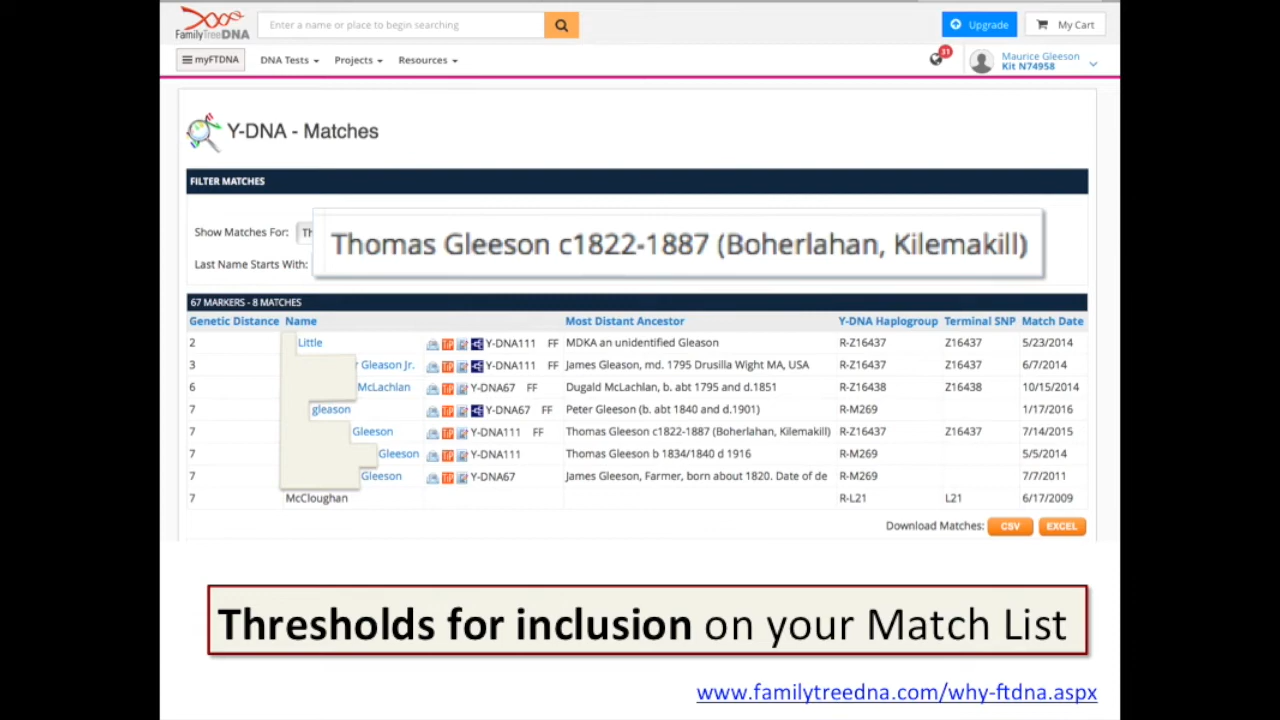 FamilyTreeDNA
Enter a name or place to begin searching
Upgrade
My Cart
myFTDNA DNA Tests Projects Resources
31
Maurice Gleeson
Kit N74958
Y-DNA - Matches
FILTER MATCHES
Show Matches For: Th
Thomas Gleeson c1822-1887 (Boherlahan, Kilemakill)
Last Name Starts With:
67 MARKERS - 8 MATCHES
Genetic Distance Name Most Distant Ancestor Y-DNA Haplogroup Terminal SNP Match Date
2 Little TiP Y-DNA111 FF MDKA an unidentified Gleason R-Z16437 Z16437 5/23/2014
3 Gleason Jr. TiP Y-DNA111 FF James Gleason, md. 1795 Drusilla Wight MA, USA R-Z16437 Z16437 6/7/2014
6 McLachlan TiP Y-DNA67 FF Dugald McLachlan, b. abt 1795 and d.1851 R-Z16438 Z16438 10/15/2014
7 gleason TiP Y-DNA67 FF Peter Gleeson (b. abt 1840 and d.1901) R-M269 1/17/2016
7 Gleeson TiP Y-DNA111 FF Thomas Gleeson c1822-1887 (Boherlahan, Kilemakill) R-Z16437 Z16437 7/14/2015
7 Gleeson TiP Y-DNA111 Thomas Gleeson b 1834/1840 d 1916 R-M269 5/5/2014
7 Gleeson TiP Y-DNA67 James Gleeson, Farmer, born about 1820. Date of de R-M269 7/7/2011
7 McCloughan R-L21 L21 6/17/2009
Download Matches: CSV EXCEL
Thresholds for inclusion on your Match List
www.familytreedna.com/why-ftdna.aspx